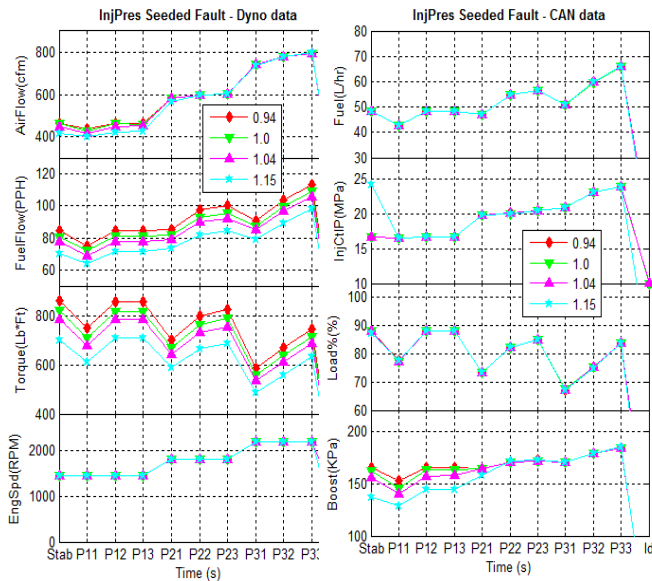 InjPres Seeded Fault - Dyno data
InjPres Seeded Fault - CAN data
AirFlow(cfm)
800
600
400
0.94
1.0
1.04
1.15
FuelFlow(PPH)
120
100
80
60
Torque(Lb*Ft)
800
600
400
EngSpd(RPM)
2000
1000
0
Stab P11 P12 P13 P21 P22 P23 P31 P32 P33
Time (s)
Fuel(L/hr)
80
70
60
50
40
30
InjCHP(MPa)
25
20
15
10
0.94
1.0
1.04
1.15
Load%(%)
100
90
80
70
60
Boost(KPa)
200
150
100
Stab P11 P12 P13 P21 P22 P23 P31 P32 P33 Id
Time (s)